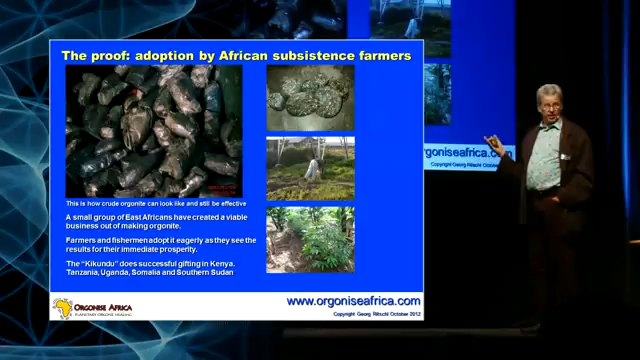 The proof: adoption by African subsistence farmers
This is how crude orgonite can look like and still be effective
A small group of East Africans have created a viable
business out of making orgonite.
Farmers and fishermen adopt it eagerly as they see the
results for their immediate prosperity.
The “Kikundu” does successful gifting in Kenya.
Tanzania, Uganda, Somalia and Southern Sudan
ORGONISE AFRICA
PLANETARY ORGONE HEALING
www.orgoniseafrica.com
Copyright Georg Ritschl October 2012
rgoniseafrica.com
Copyright Georg Ritschl October